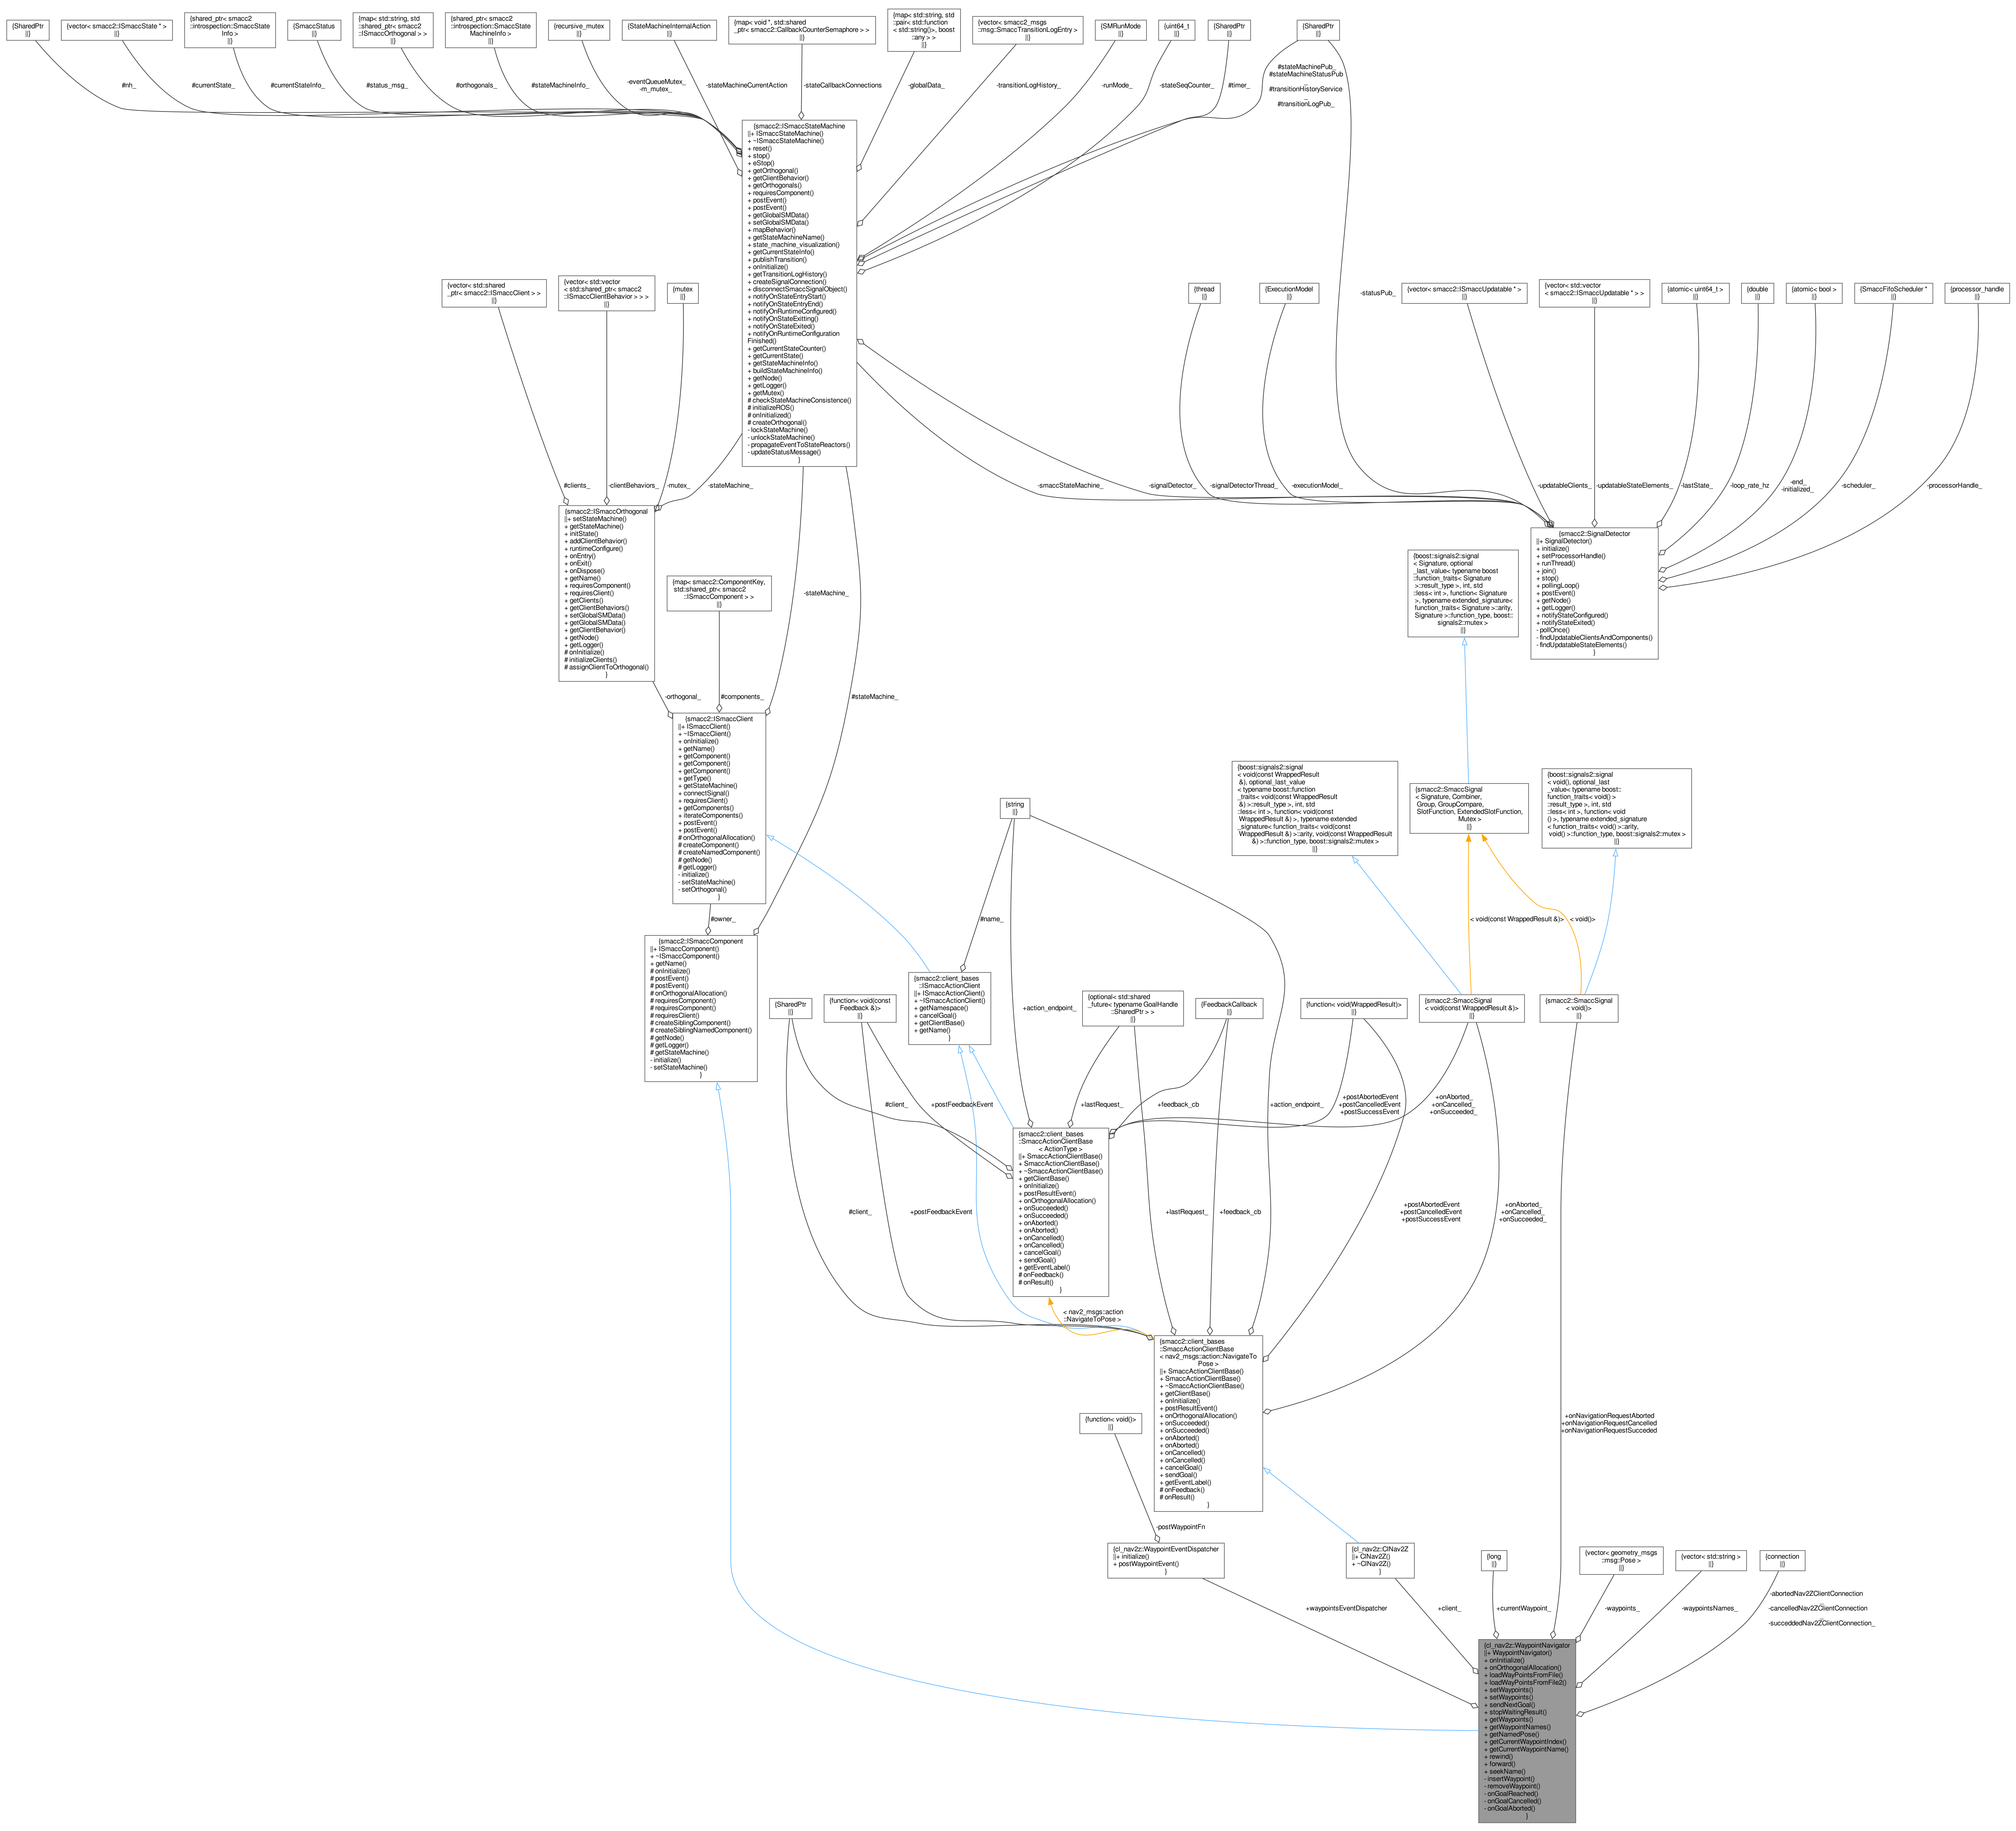 {SharedPtr
||}
{vector< smacc2::ISmaccState * >
||}
{shared_ptr< smacc2
::introspection::SmaccState
Info >
||}
{SmaccStatus
||}
{map< std::string, std
::shared_ptr< smacc2
::ISmaccOrthogonal > >
||}
{shared_ptr< smacc2
::introspection::SmaccState
MachineInfo >
||}
{recursive_mutex
||}
{StateMachineInternalAction
||}
{map< void *, std::shared
_ptr< smacc2::CallbackCounterSemaphore > >
||}
{map< std::string, std
::pair< std::function
< std::string()>, boost
::any > >
||}
{vector< smacc2_msgs
::msg::SmaccTransitionLogEntry >
||}
{SMRunMode
||}
{uint64_t
||}
{SharedPtr
||}
{SharedPtr
||}
#nh_
#currentState_
#currentStateInfo_
#status_msg_
#orthogonals_
#stateMachineInfo_
-eventQueueMutex_
-m_mutex_
-stateMachineCurrentAction
-stateCallbackConnections
-globalData_
-transitionLogHistory_
-runMode_
-stateSeqCounter_
#timer_
#stateMachinePub_
#stateMachineStatusPub
_
#transitionHistoryService
_
#transitionLogPub_
{smacc2::ISmaccStateMachine
||+ ISmaccStateMachine()
+ ~ISmaccStateMachine()
+ reset()
+ stop()
+ eStop()
+ getOrthogonal()
+ getClientBehavior()
+ getOrthogonals()
+ requiresComponent()
+ postEvent()
+ postEvent()
+ getGlobalSMData()
+ setGlobalSMData()
+ mapBehavior()
+ getStateMachineName()
+ state_machine_visualization()
+ getCurrentStateInfo()
+ publishTransition()
+ onInitialize()
+ getTransitionLogHistory()
+ createSignalConnection()
+ disconnectSmaccSignalObject()
+ notifyOnStateEntryStart()
+ notifyOnStateEntryEnd()
+ notifyOnRuntimeConfigured()
+ notifyOnStateExitting()
+ notifyOnStateExited()
+ notifyOnRuntimeConfiguration
Finished()
+ getCurrentStateCounter()
+ getCurrentState()
+ getStateMachineInfo()
+ buildStateMachineInfo()
+ getNode()
+ getLogger()
+ getMutex()
# checkStateMachineConsistence()
# initializeROS()
# onInitialized()
# createOrthogonal()
- lockStateMachine()
- unlockStateMachine()
- propagateEventToStateReactors()
- updateStatusMessage()
}
{vector< std::shared
_ptr< smacc2::ISmaccClient > >
||}
{vector< std::vector
< std::shared_ptr< smacc2
::ISmaccClientBehavior > > >
||}
{mutex
||}
{thread
||}
{ExecutionModel
||}
-statusPub_
{vector< smacc2::ISmaccUpdatable * >
||}
{vector< std::vector
< smacc2::ISmaccUpdatable * > >
||}
{atomic< uint64_t >
||}
{double
||}
{atomic< bool >
||}
{SmaccFifoScheduler *
||}
{processor_handle
||}
#clients_
-clientBehaviors_
-mutex_
-stateMachine_
-smaccStateMachine_
-signalDetector_
-signalDetectorThread_
-executionModel_
-updatableClients_
-updatableStateElements_
-lastState_
-loop_rate_hz
-end_
-initialized_
-scheduler_
-processorHandle_
{smacc2::ISmaccOrthogonal
||+ setStateMachine()
+ getStateMachine()
+ initState()
+ addClientBehavior()
+ runtimeConfigure()
+ onEntry()
+ onExit()
+ onDispose()
+ getName()
+ requiresComponent()
+ requiresClient()
+ getClients()
+ getClientBehaviors()
+ setGlobalSMData()
+ getGlobalSMData()
+ getClientBehavior()
+ getNode()
+ getLogger()
# onInitialize()
# initializeClients()
# assignClientToOrthogonal()
}
{smacc2::SignalDetector
||+ SignalDetector()
+ initialize()
+ setProcessorHandle()
+ runThread()
+ join()
+ stop()
+ pollingLoop()
+ postEvent()
+ getNode()
+ getLogger()
+ notifyStateConfigured()
+ notifyStateExited()
- pollOnce()
- findUpdatableClientsAndComponents()
- findUpdatableStateElements()
}
{boost::signals2::signal
< Signature, optional
_last_value< typename boost
::function_traits< Signature
>::result_type >, int, std
::less< int >, function< Signature
>, typename extended_signature<
function_traits< Signature >::arity,
Signature >::function_type, boost::
signals2::mutex >
||}
{map< smacc2::ComponentKey,
std::shared_ptr< smacc2
::ISmaccComponent > >
||}
-stateMachine_
-orthogonal_
#components_
#stateMachine_
{smacc2::ISmaccClient
||+ ISmaccClient()
+ ~ISmaccClient()
+ onInitialize()
+ getName()
+ getComponent()
+ getComponent()
+ getComponent()
+ getType()
+ getStateMachine()
+ connectSignal()
+ requiresClient()
+ getComponents()
+ iterateComponents()
+ postEvent()
+ postEvent()
# onOrthogonalAllocation()
# createComponent()
# createNamedComponent()
# getNode()
# getLogger()
- initialize()
- setStateMachine()
- setOrthogonal()
}
{boost::signals2::signal
< void(const WrappedResult
&), optional_last_value
< typename boost::function
_traits< void(const WrappedResult
&) >::result_type >, int, std
::less< int >, function< void(const
WrappedResult &) >, typename extended
_signature< function_traits< void(const
WrappedResult &) >::arity, void(const WrappedResult
&) >::function_type, boost::signals2::mutex >
||}
{smacc2::SmaccSignal
< Signature, Combiner,
Group, GroupCompare,
SlotFunction, ExtendedSlotFunction,
Mutex >
||}
{boost::signals2::signal
< void(), optional_last
_value< typename boost::
function_traits< void() >
::result_type >, int, std
::less< int >, function< void
() >, typename extended_signature
< function_traits< void() >::arity,
void() >::function_type, boost::signals2::mutex >
||}
{string
||}
#owner_
#name_
< void(const WrappedResult &)>
< void()>
{smacc2::ISmaccComponent
||+ ISmaccComponent()
+ ~ISmaccComponent()
+ getName()
# onInitialize()
# postEvent()
# postEvent()
# onOrthogonalAllocation()
# requiresComponent()
# requiresComponent()
# requiresClient()
# createSiblingComponent()
# createSiblingNamedComponent()
# getNode()
# getLogger()
# getStateMachine()
- initialize()
- setStateMachine()
}
{SharedPtr
||}
{function< void(const
Feedback &)>
||}
{smacc2::client_bases
::ISmaccActionClient
||+ ISmaccActionClient()
+ ~ISmaccActionClient()
+ getNamespace()
+ cancelGoal()
+ getClientBase()
+ getName()
}
+action_endpoint_
{optional< std::shared
_future< typename GoalHandle
::SharedPtr > >
||}
{FeedbackCallback
||}
{function< void(WrappedResult)>
||}
{smacc2::SmaccSignal
< void(const WrappedResult &)>
||}
{smacc2::SmaccSignal
< void()>
||}
#client_
+postFeedbackEvent
+lastRequest_
+feedback_cb
+action_endpoint_
+postAbortedEvent
+postCancelledEvent
+postSuccessEvent
+onAborted_
+onCancelled_
+onSucceeded_
{smacc2::client_bases
::SmaccActionClientBase
< ActionType >
||+ SmaccActionClientBase()
+ SmaccActionClientBase()
+ ~SmaccActionClientBase()
+ getClientBase()
+ onInitialize()
+ postResultEvent()
+ onOrthogonalAllocation()
+ onSucceeded()
+ onSucceeded()
+ onAborted()
+ onAborted()
+ onCancelled()
+ onCancelled()
+ cancelGoal()
+ sendGoal()
+ getEventLabel()
# onFeedback()
# onResult()
}
#client_
+postFeedbackEvent
+lastRequest_
+feedback_cb
+postAbortedEvent
+postCancelledEvent
+postSuccessEvent
+onAborted_
+onCancelled_
+onSucceeded_
< nav2_msgs::action
::NavigateToPose >
{smacc2::client_bases
::SmaccActionClientBase
< nav2_msgs::action::NavigateTo
Pose >
||+ SmaccActionClientBase()
+ SmaccActionClientBase()
+ ~SmaccActionClientBase()
+ getClientBase()
+ onInitialize()
+ postResultEvent()
+ onOrthogonalAllocation()
+ onSucceeded()
+ onSucceeded()
+ onAborted()
+ onAborted()
+ onCancelled()
+ onCancelled()
+ cancelGoal()
+ sendGoal()
+ getEventLabel()
# onFeedback()
# onResult()
}
{function< void()>
||}
+onNavigationRequestAborted
+onNavigationRequestCancelled
+onNavigationRequestSucceded
-postWaypointFn
{cl_nav2z::WaypointEventDispatcher
||+ initialize()
+ postWaypointEvent()
}
{cl_nav2z::ClNav2Z
||+ ClNav2Z()
+ ~ClNav2Z()
}
{long
||}
{vector< geometry_msgs
::msg::Pose >
||}
{vector< std::string >
||}
{connection
||}
+waypointsEventDispatcher
+client_
+currentWaypoint_
-waypoints_
-waypointsNames_
-abortedNav2ZClientConnection
_
-cancelledNav2ZClientConnection
_
-succeddedNav2ZClientConnection_
{cl_nav2z::WaypointNavigator
||+ WaypointNavigator()
+ onInitialize()
+ onOrthogonalAllocation()
+ loadWayPointsFromFile()
+ loadWayPointsFromFile2()
+ setWaypoints()
+ setWaypoints()
+ sendNextGoal()
+ stopWaitingResult()
+ getWaypoints()
+ getWaypointNames()
+ getNamedPose()
+ getCurrentWaypointIndex()
+ getCurrentWaypointName()
+ rewind()
+ forward()
+ seekName()
- insertWaypoint()
- removeWaypoint()
- onGoalReached()
- onGoalCancelled()
- onGoalAborted()
}